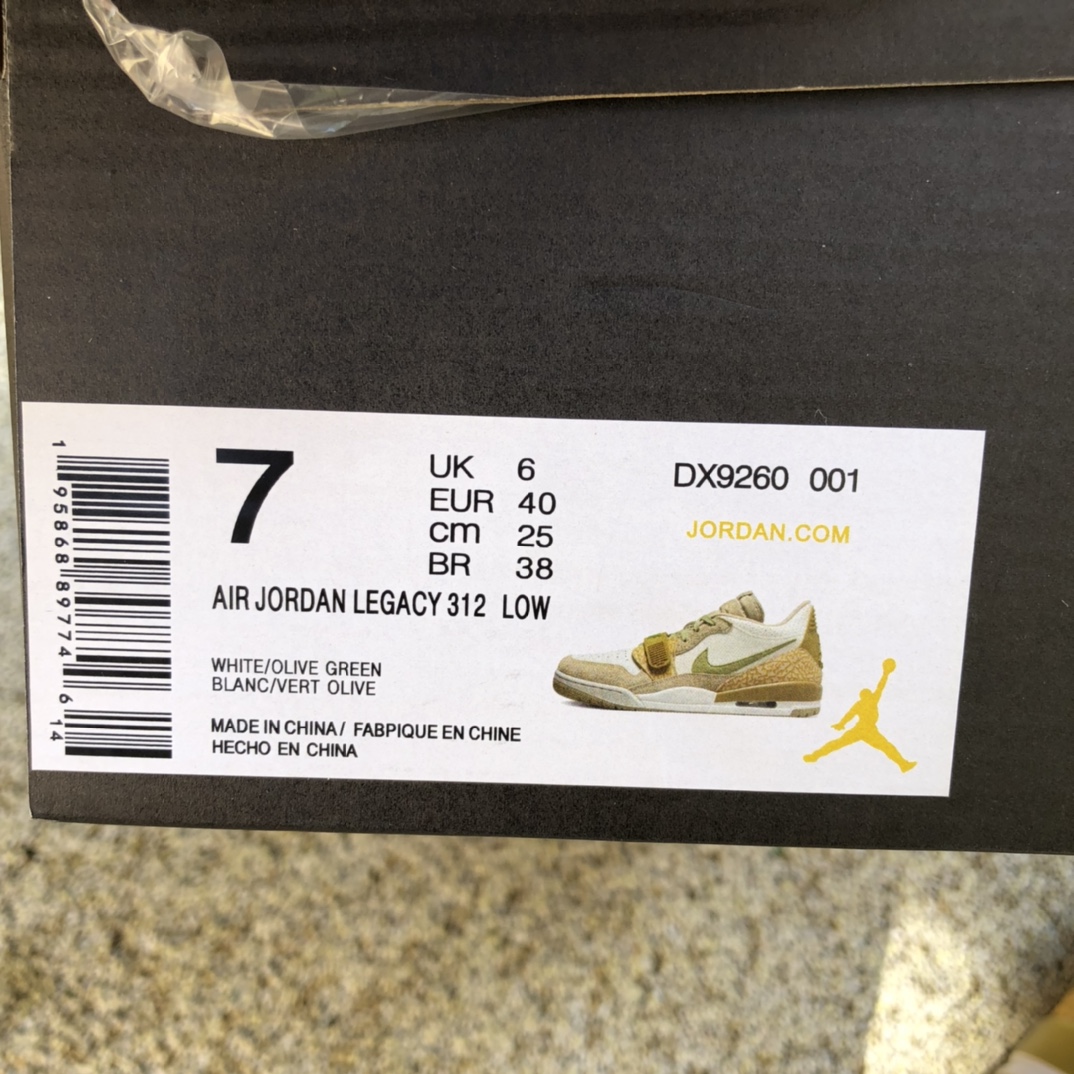 1 95868 89774 6 14
7
UK 6
EUR 40
cm 25
BR 38
DX9260 001
JORDAN.COM
AIR JORDAN LEGACY 312 LOW
WHITE/OLIVE GREEN
BLANC/VERT OLIVE
MADE IN CHINA/ FABPIQUE EN CHINE
HECHO EN CHINA